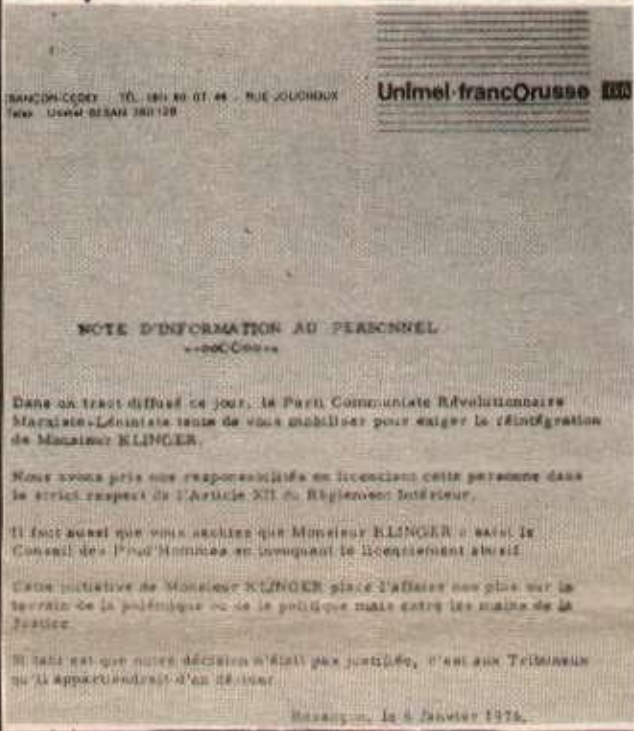 Unimel-francOrusse
BESANÇON-CEDEX TÉL. (81) 80 07 46 - RUE JOUCHOUX
Telex Unimel BESAN
NOTE D'INFORMATION AU PERSONNEL
--ooCOoo--
Dans un tract diffusé ce jour, le Parti Communiste Révolutionnaire
Marxiste-Léniniste tente de vous mobiliser pour exiger la réintégration
de Monsieur KLINGER.
Nous avons pris nos responsabilités en licenciant cette personne dans
le strict respect de l'Article XII du Règlement Intérieur.
Il faut aussi que vous sachiez que Monsieur KLINGER a saisi le
Conseil des Prud'Hommes en invoquant le licenciement abusif.
Cette initiative de Monsieur KLINGER place l'affaire non plus sur le
terrain de la polémique ou de la politique mais entre les mains de la
Justice.
Si tant est que notre décision n'était pas justifiée, c'est aux Tribunaux
qu'il appartiendrait d'en décider
Besançon, le 6 Janvier 1976.